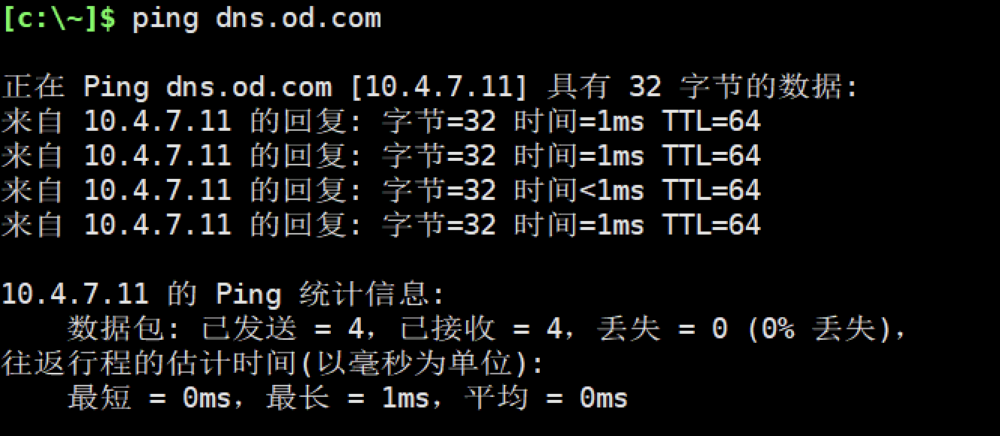 [c:\~]$ ping dns.od.com
正在 Ping dns.od.com [10.4.7.11] 具有 32 字节的数据:
来自 10.4.7.11 的回复: 字节=32 时间=1ms TTL=64
来自 10.4.7.11 的回复: 字节=32 时间=1ms TTL=64
来自 10.4.7.11 的回复: 字节=32 时间<1ms TTL=64
来自 10.4.7.11 的回复: 字节=32 时间=1ms TTL=64
10.4.7.11 的 Ping 统计信息:
数据包: 已发送 = 4，已接收 = 4，丢失 = 0 (0% 丢失)，
往返行程的估计时间(以毫秒为单位):
最短 = 0ms，最长 = 1ms，平均 = 0ms